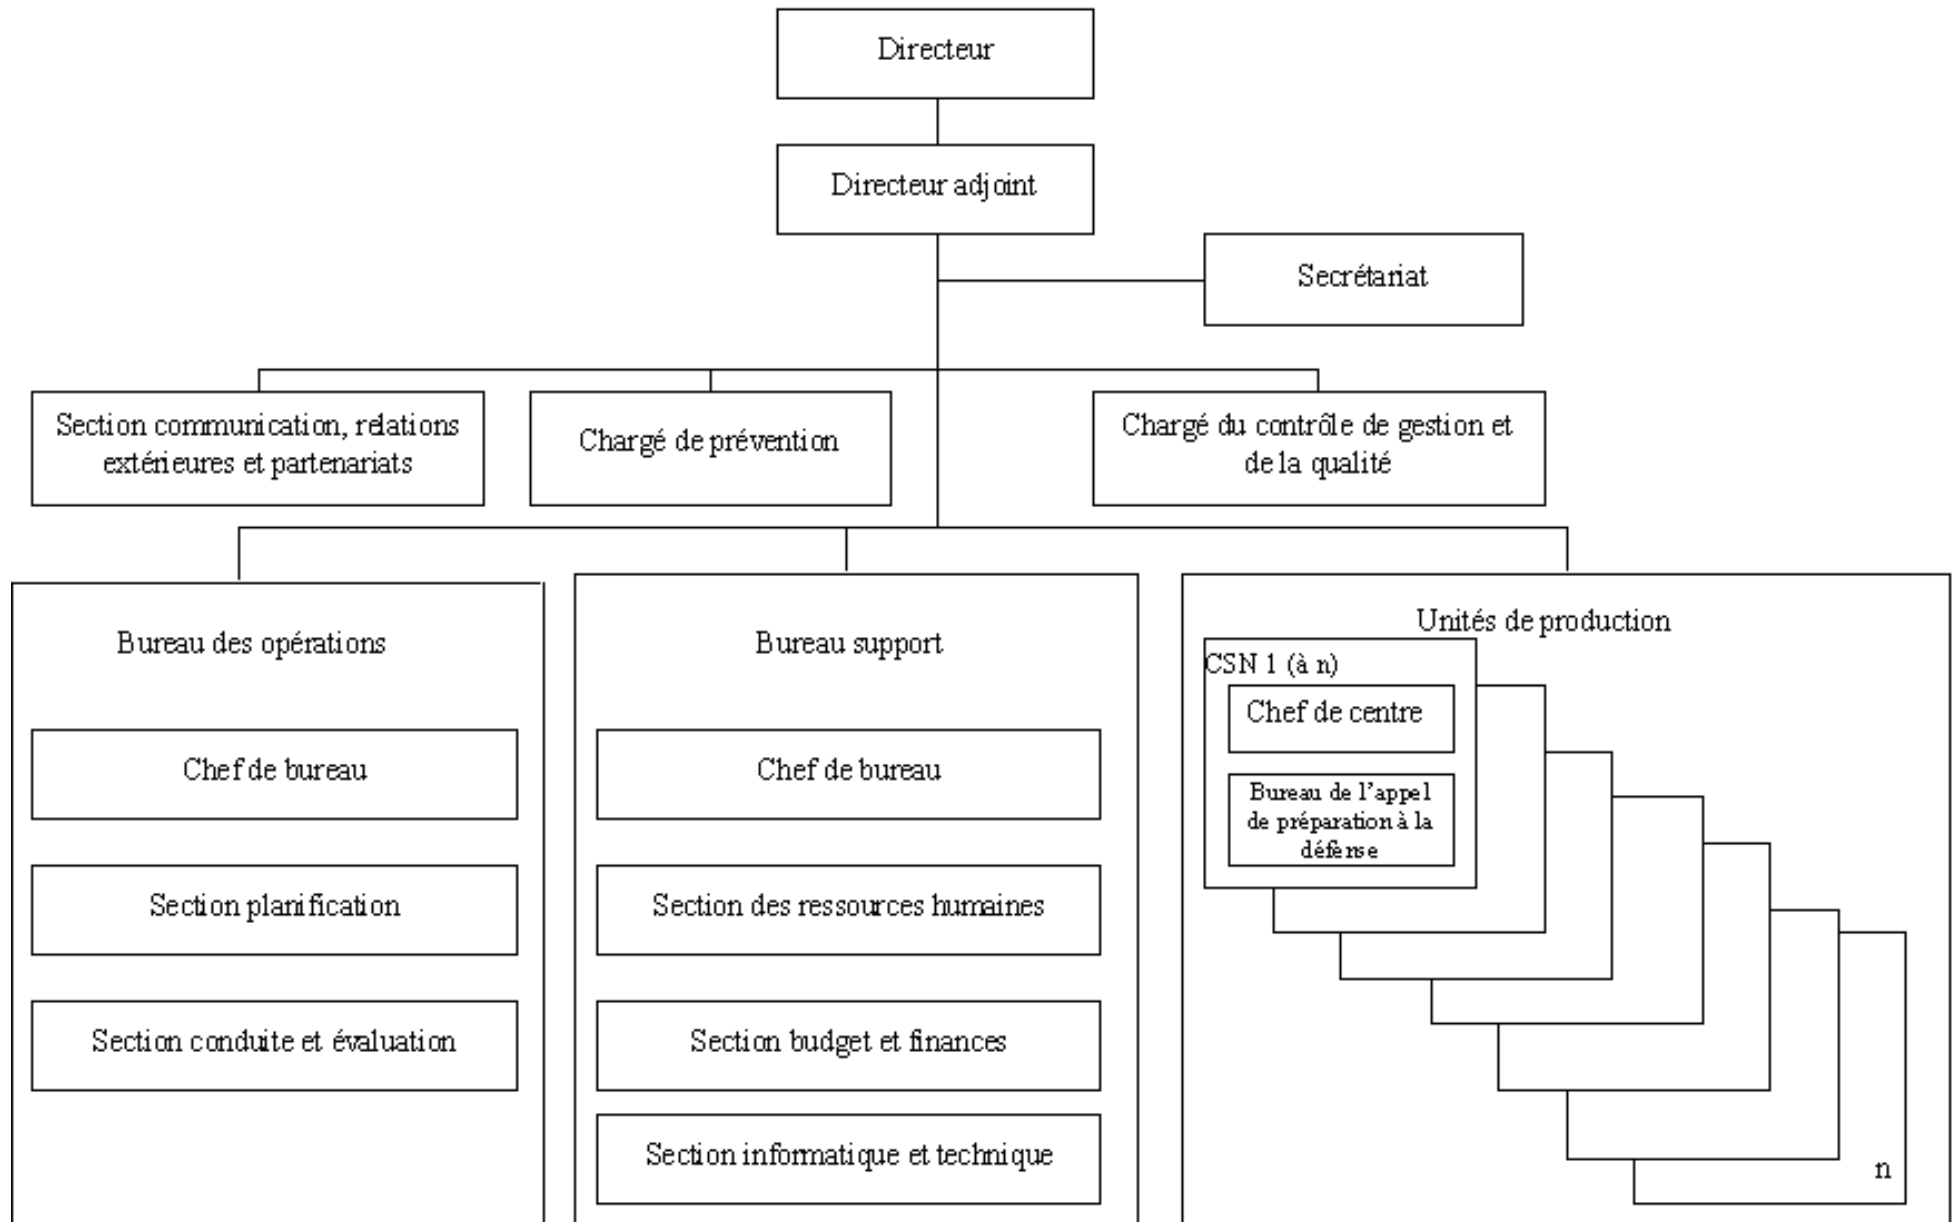 Directeur
Directeur adjoint
Secrétariat
Section communication, relations
extérieures et partenariats
Chargé de prévention
Chargé du contrôle de gestion et
de la qualité
Bureau des opérations
Chef de bureau
Section planification
Section conduite et évaluation
Bureau support
Chef de bureau
Section des ressources humaines
Section budget et finances
Section informatique et technique
Unités de production
CSN 1 (à n)
Chef de centre
Bureau de l’appel
de préparation à la
défense
n